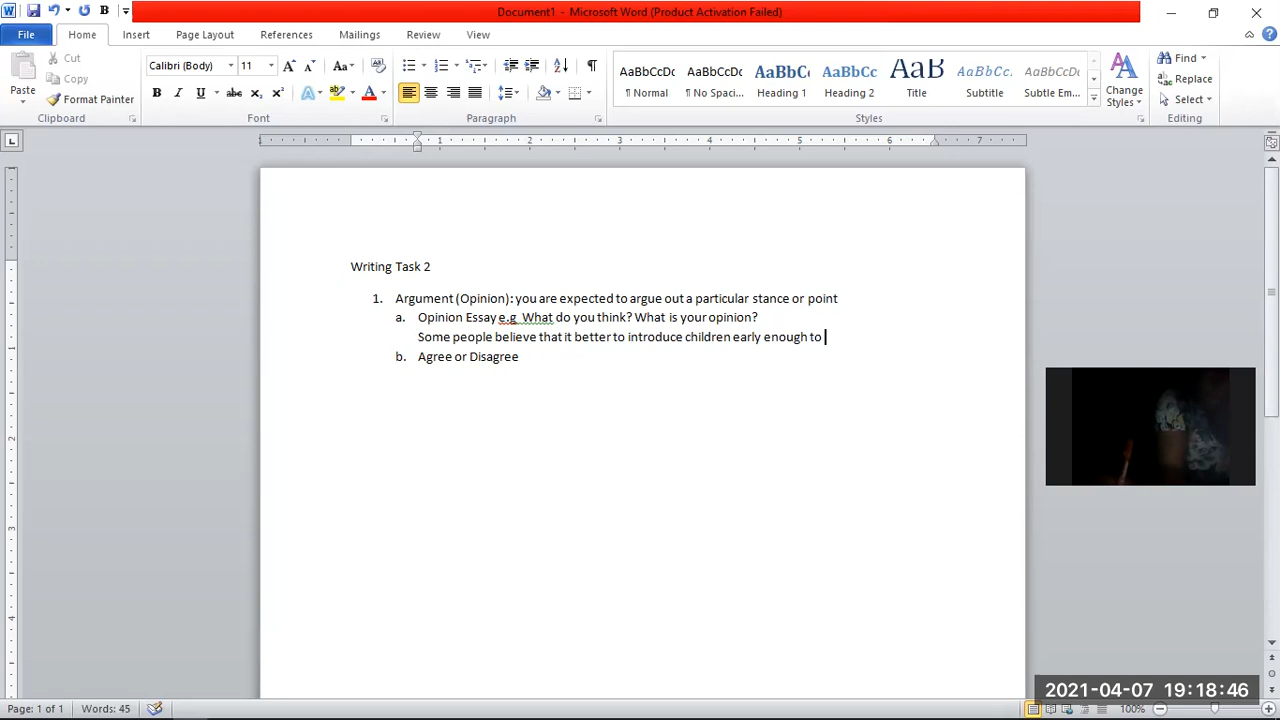 Document1 - Microsoft Word (Product Activation Failed)
File Home Insert Page Layout References Mailings Review View
Paste
Cut
Copy
Format Painter
Clipboard
Calibri (Body) 11
Font
Paragraph
AaBbCcDc AaBbCcDc AaBbC AaBbCc AaB AaBbCc. AaBbCcDc
¶ Normal ¶ No Spaci... Heading 1 Heading 2 Title Subtitle Subtle Em...
Change Styles
Styles
Find
Replace
Select
Editing
Writing Task 2
1. Argument (Opinion): you are expected to argue out a particular stance or point
a. Opinion Essay e.g What do you think? What is your opinion?
Some people believe that it better to introduce children early enough to
b. Agree or Disagree
2021-04-07 19:18:46
Page: 1 of 1 Words: 45 100%